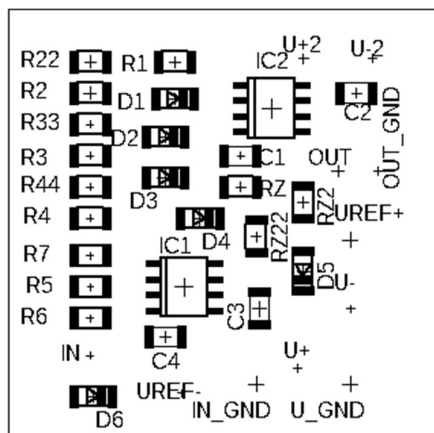 R22
R1
IC2
U+2
U-2
R2
D1
C2
R33
D2
OUT_GND
R3
C1
OUT
R44
D3
RZ
RZ2
R4
D4
RZ22
UREF+
R7
IC1
D5
R5
U-
R6
C3
C4
IN
U+
UREF-
D6
IN_GND
U_GND